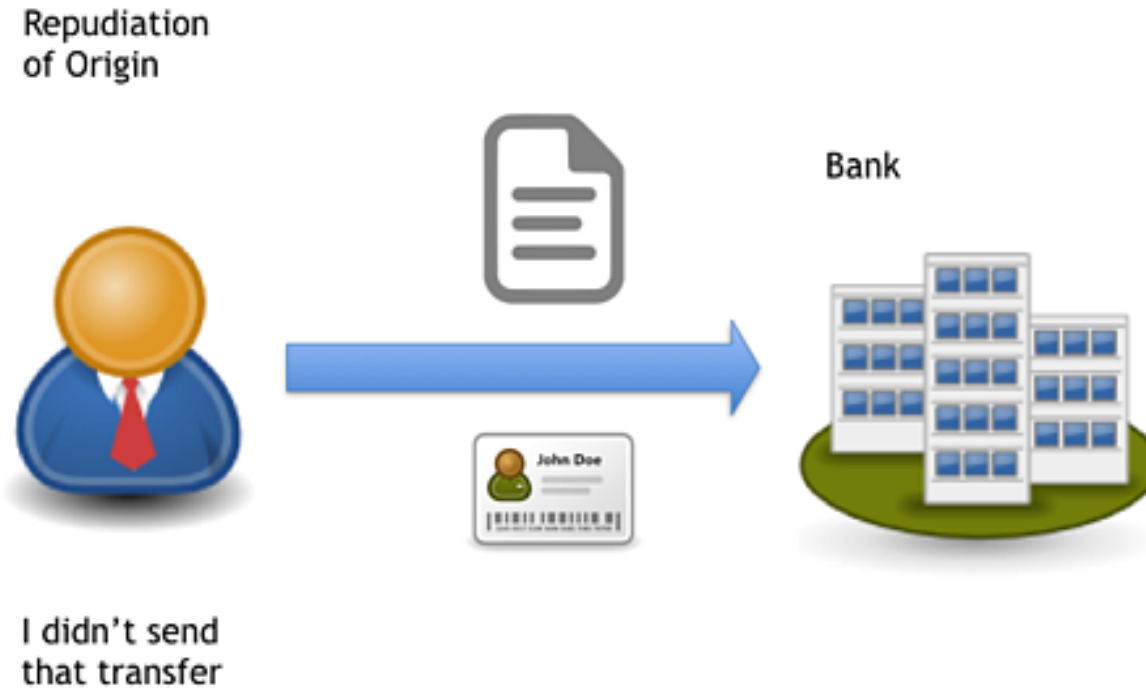 Repudiation
of Origin
Bank
John Doe
I didn't send
that transfer